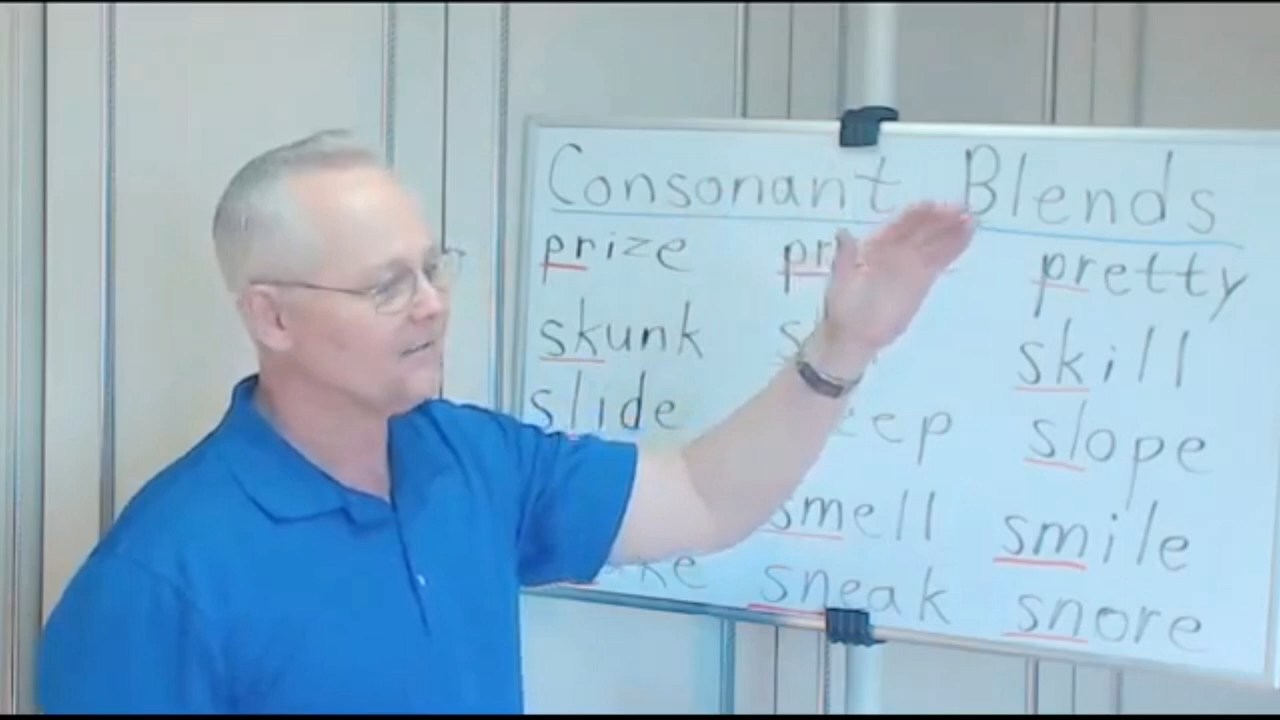 Consonant Blends
prize pretty
skunk skill
slide slope
smell smile
sneak snore